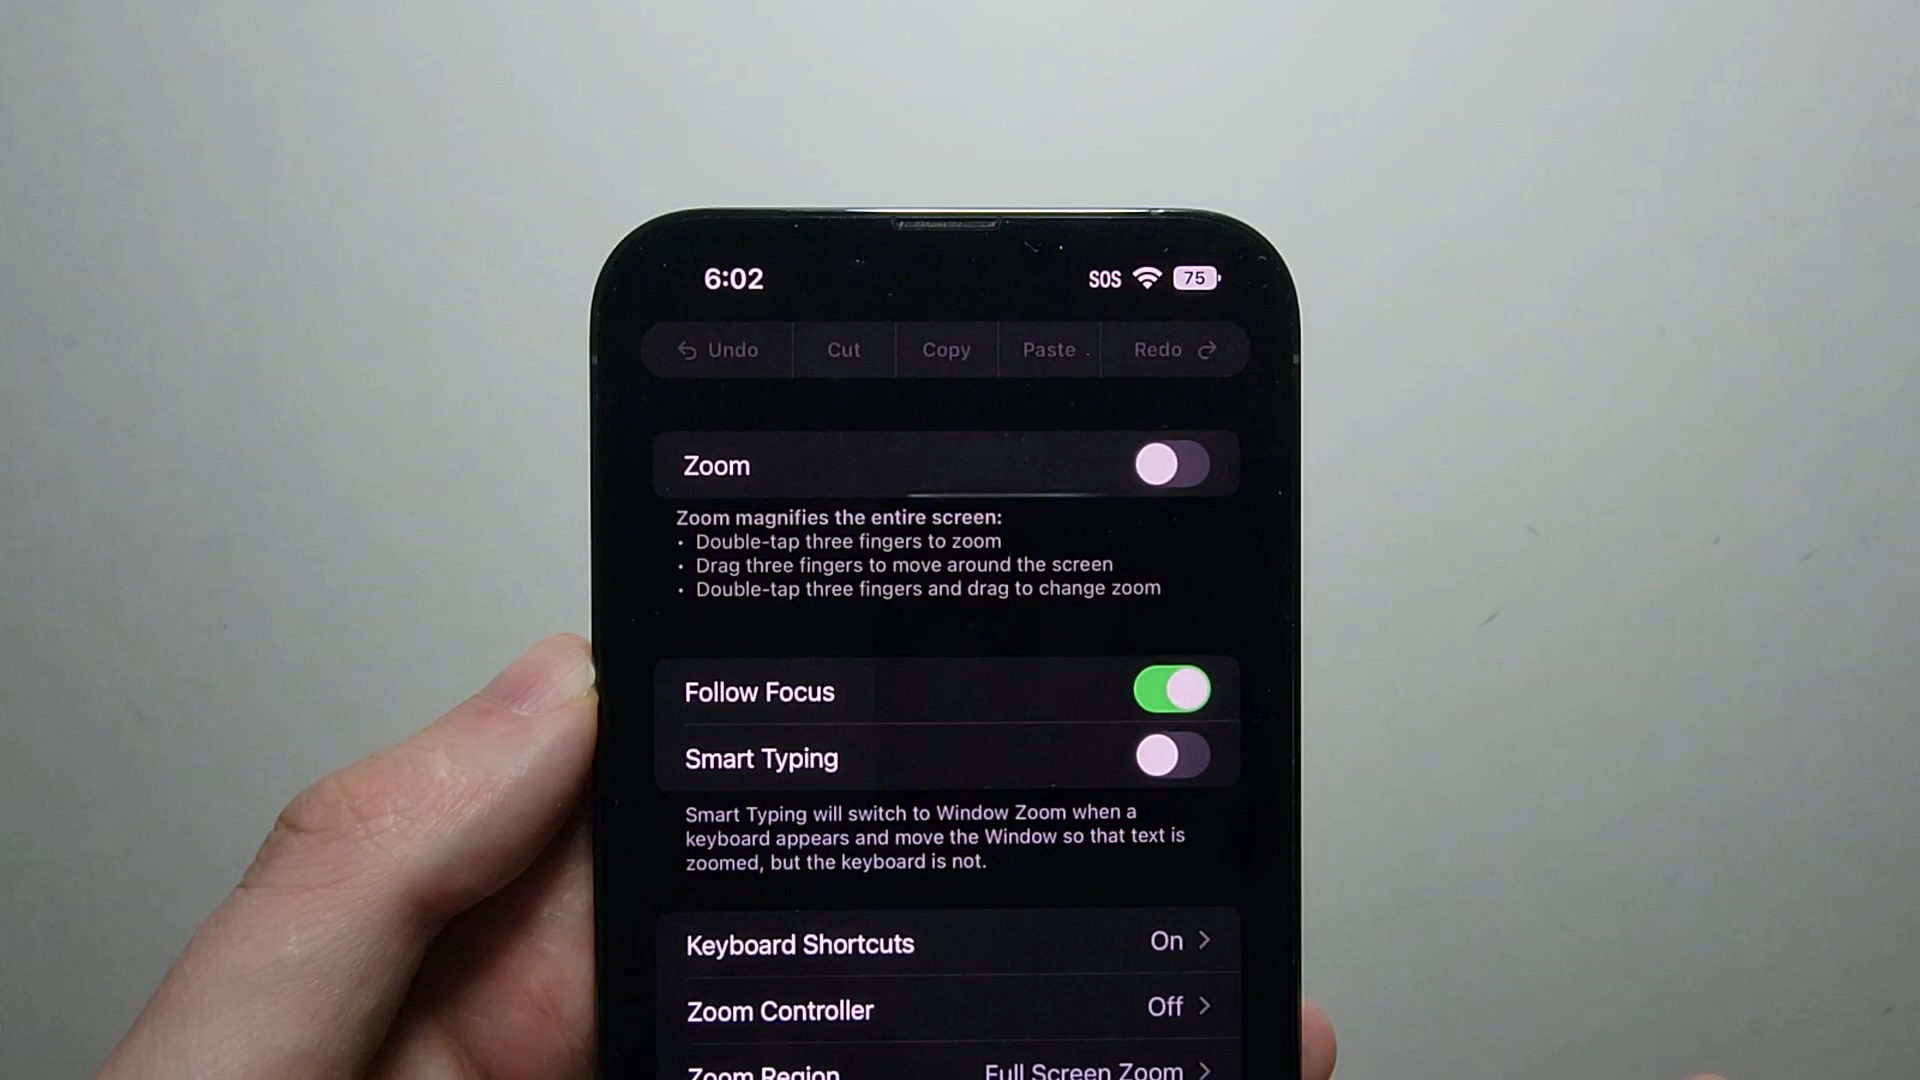 6:02 SOS 75
Undo Cut Copy Paste Redo
Zoom
Zoom magnifies the entire screen:
• Double-tap three fingers to zoom
• Drag three fingers to move around the screen
• Double-tap three fingers and drag to change zoom
Follow Focus
Smart Typing
Smart Typing will switch to Window Zoom when a
keyboard appears and move the Window so that text is
zoomed, but the keyboard is not.
Keyboard Shortcuts On
Zoom Controller Off
Zoom Region Full Screen Zoom